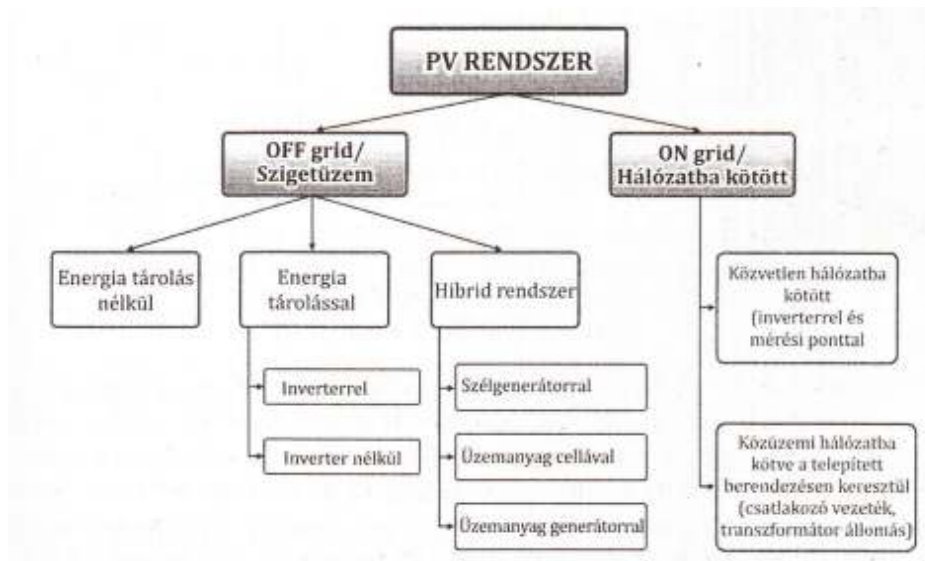 PV RENDSZER
OFF grid/
Szigetüzem
ON grid/
Hálózatba kötött
Energia tárolás
nélkül
Energia
tárolással
Hibrid rendszer
Inverterrel
Inverter nélkül
Szélgenerátorral
Üzemanyag cellával
Üzemanyag generátorral
Közvetlen hálózatba
kötött
(inverterrel és
mérési ponttal
Közüzemi hálózatba
kötve a telepített
berendezésen keresztül
(csatlakozó vezeték,
transzformátor állomás)